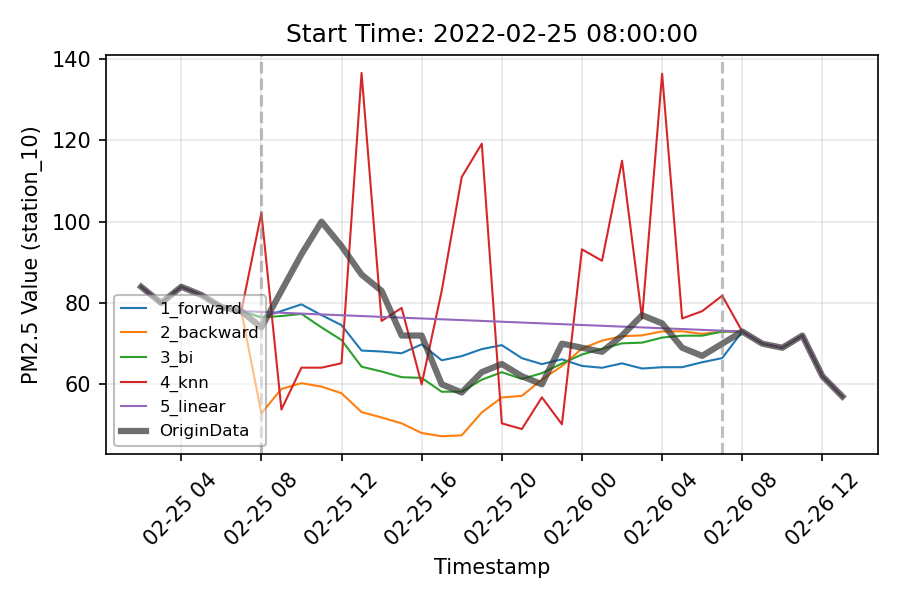 Start Time: 2022-02-25 08:00:00
PM2.5 Value (station_10)
140
120
100
80
60
1_forward
2_backward
3_bi
4_knn
5_linear
OriginData
02-25 04
02-25 08
02-25 12
02-25 16
02-25 20
02-26 00
02-26 04
02-26 08
02-26 12
Timestamp